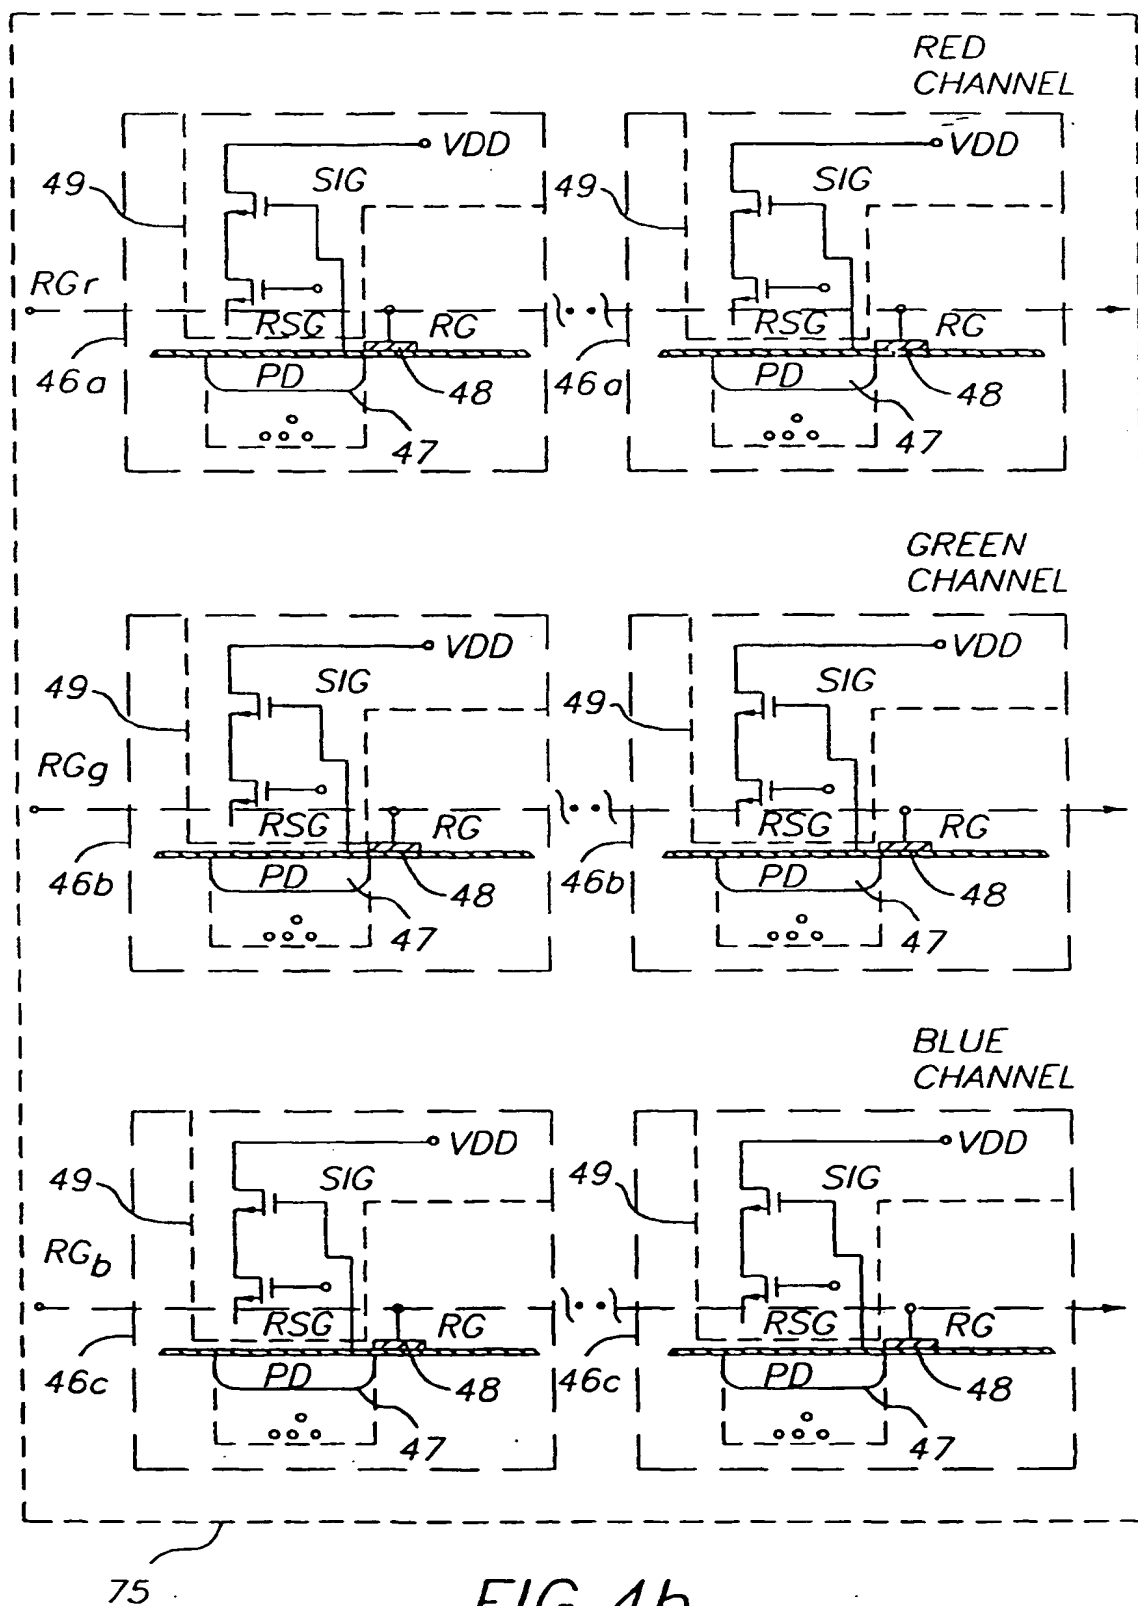 RED
CHANNEL
VDD
VDD
49
SIG
49
SIG
RGr
RSG
RG
RSG
RG
46a
PD
48
46a
PD
48
47
47
GREEN
CHANNEL
VDD
VDD
49
SIG
49
SIG
RGg
RSG
RG
RSG
RG
46b
PD
48
46b
PD
48
47
47
BLUE
CHANNEL
VDD
VDD
49
SIG
49
SIG
RGb
RSG
RG
RSG
RG
46c
PD
48
46c
PD
48
47
47
75
FIG. 4b